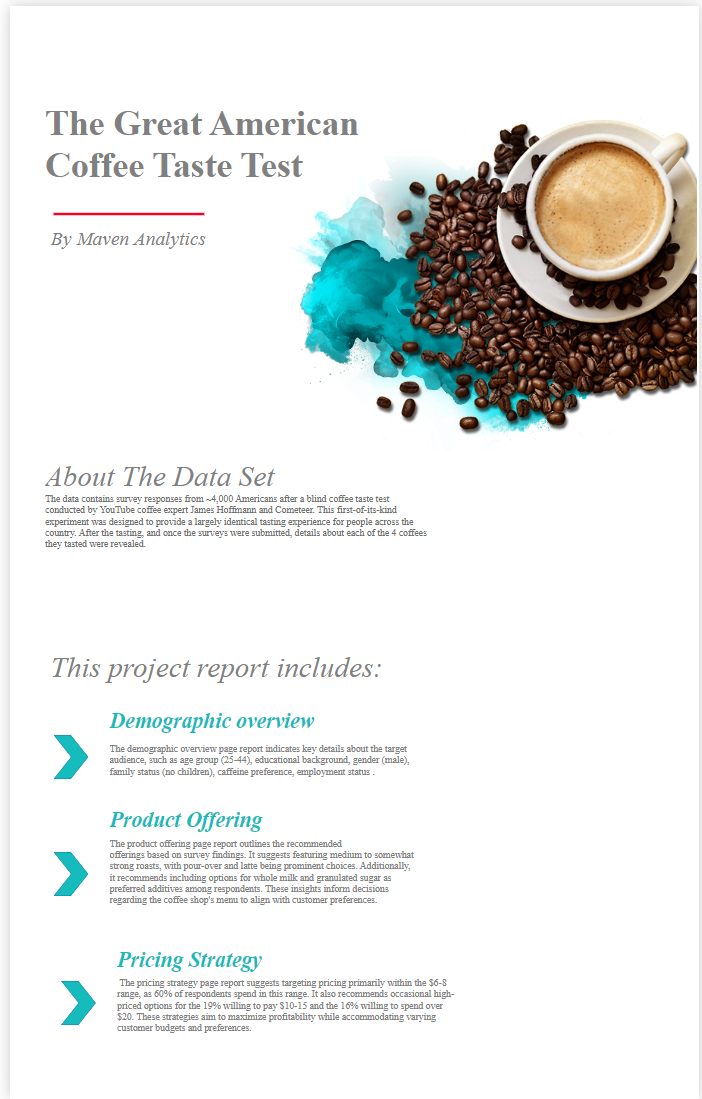 The Great American
Coffee Taste Test
By Maven Analytics
About The Data Set
The data contains survey responses from ~4,000 Americans after a blind coffee taste test
conducted by YouTube coffee expert James Hoffmann and Cometeer. This first-of-its-kind
experiment was designed to provide a largely identical tasting experience for people across the
country. After the tasting, and once the surveys were submitted, details about each of the 4 coffees
they tasted were revealed.
This project report includes:
Demographic overview
The demographic overview page report indicates key details about the target
audience, such as age group (25-44), educational background, gender (male),
family status (no children), caffeine preference, employment status .
Product Offering
The product offering page report outlines the recommended
offerings based on survey findings. It suggests featuring medium to somewhat
strong roasts, with pour-over and latte being prominent choices. Additionally,
it recommends including options for whole milk and granulated sugar as
preferred additives among respondents. These insights inform decisions
regarding the coffee shop's menu to align with customer preferences.
Pricing Strategy
The pricing strategy page report suggests targeting pricing primarily within the $6-8
range, as 60% of respondents spend in this range. It also recommends occasional high-
priced options for the 19% willing to pay $10-15 and the 16% willing to spend over
$20. These strategies aim to maximize profitability while accommodating varying
customer budgets and preferences.